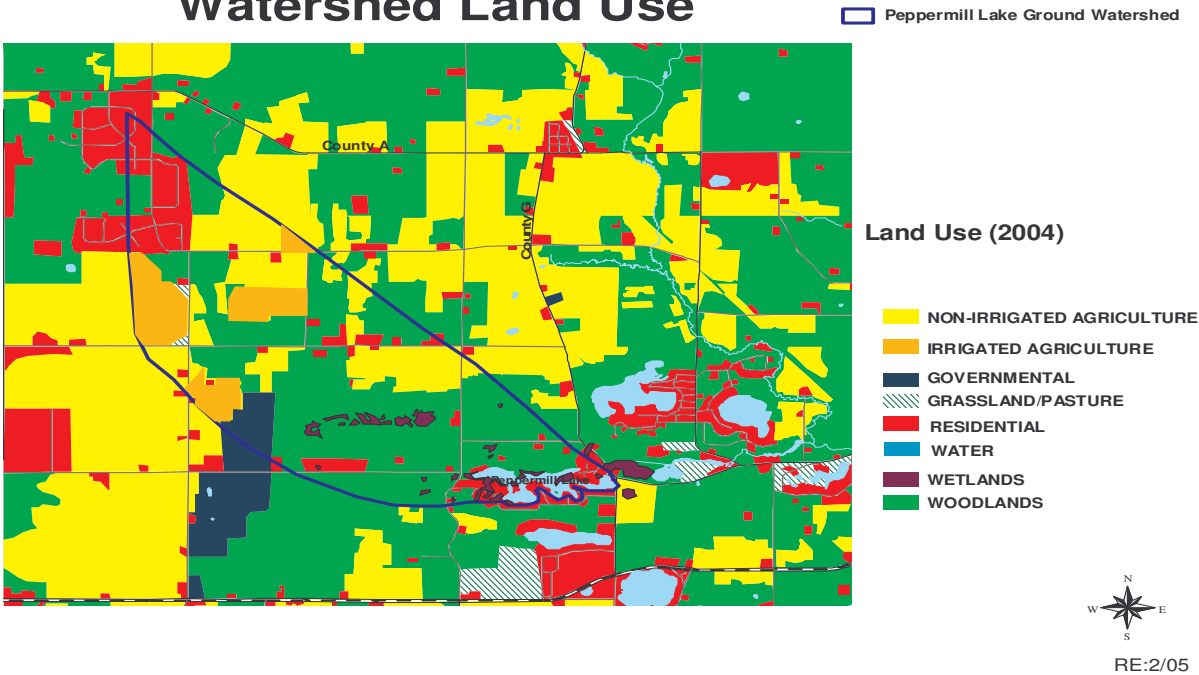 Watershed Land Use
Peppermill Lake Ground Watershed
County A
County G
Land Use (2004)
NON-IRRIGATED AGRICULTURE
IRRIGATED AGRICULTURE
GOVERNMENTAL
GRASSLAND/PASTURE
RESIDENTIAL
WATER
WETLANDS
WOODLANDS
Peppermill Lake
N
W E
S
RE:2/05